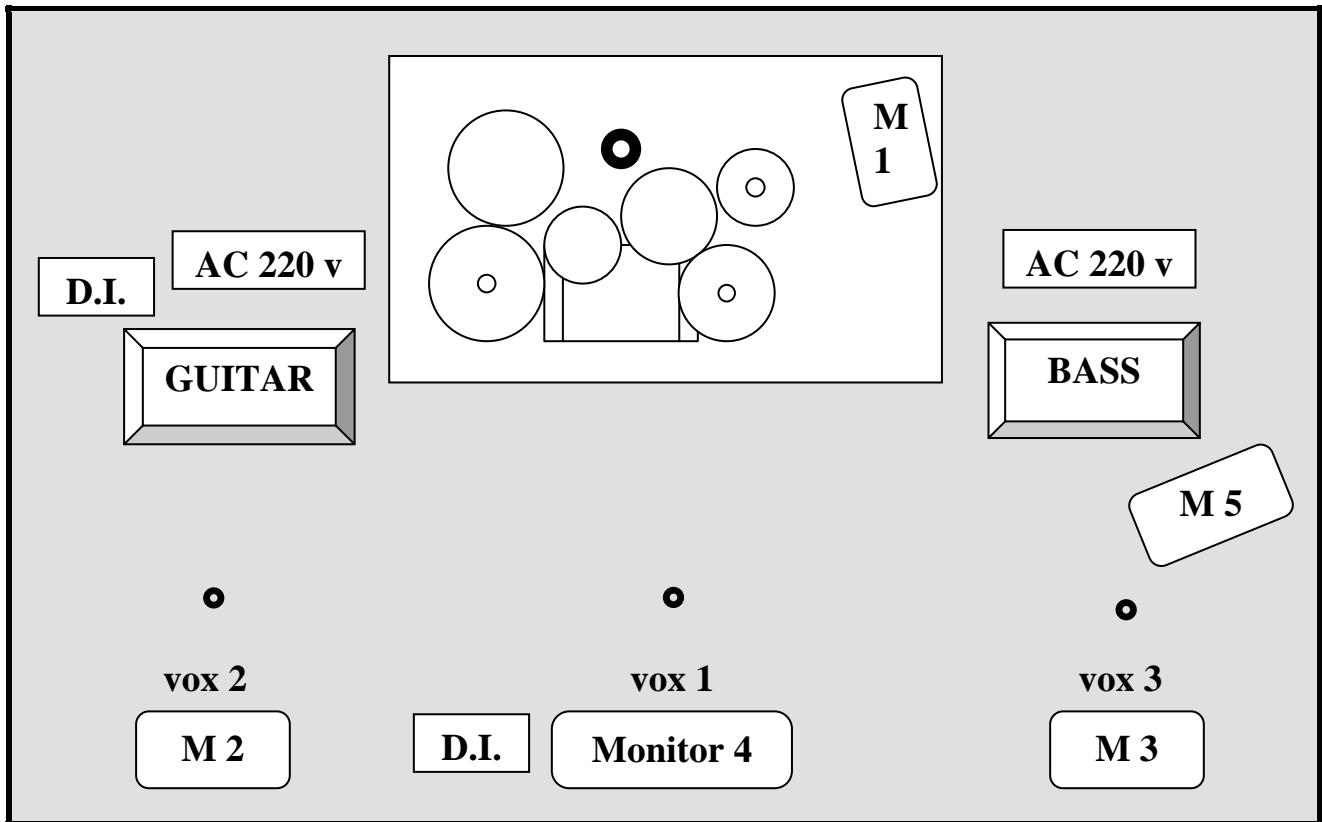 M
1
AC 220 v
AC 220 v
D.I.
GUITAR
BASS
M 5
vox 2
vox 1
vox 3
M 2
D.I.
Monitor 4
M 3